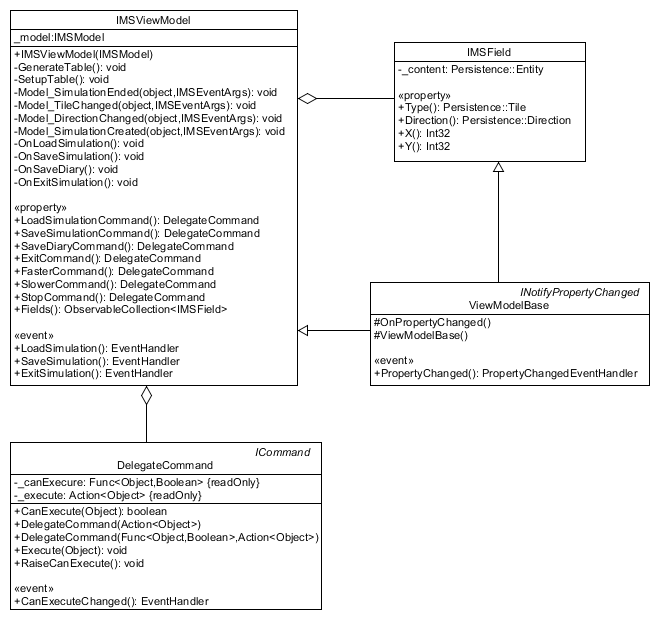 IMSViewModel
_model:IMSModel
+IMSViewModel(IMSModel)
-GenerateTable(): void
-SetupTable(): void
-Model_SimulationEnded(object,IMSEventArgs): void
-Model_TileChanged(object,IMSEventArgs): void
-Model_DirectionChanged(object,IMSEventArgs): void
-Model_SimulationCreated(object,IMSEventArgs): void
-OnLoadSimulation(): void
-OnSaveSimulation(): void
-OnSaveDiary(): void
-OnExitSimulation(): void
«property»
+LoadSimulationCommand(): DelegateCommand
+SaveSimulationCommand(): DelegateCommand
+SaveDiaryCommand(): DelegateCommand
+ExitCommand(): DelegateCommand
+FasterCommand(): DelegateCommand
+SlowerCommand(): DelegateCommand
+StopCommand(): DelegateCommand
+Fields(): ObservableCollection<IMSField>
«event»
+LoadSimulation(): EventHandler
+SaveSimulation(): EventHandler
+ExitSimulation(): EventHandler
IMSField
-_content: Persistence::Entity
«property»
+Type(): Persistence::Tile
+Direction(): Persistence::Direction
+X(): Int32
+Y(): Int32
INotifyPropertyChanged
ViewModelBase
#OnPropertyChanged()
#ViewModelBase()
«event»
+PropertyChanged(): PropertyChangedEventHandler
ICommand
DelegateCommand
-_canExecure: Func<Object,Boolean> {readOnly}
-_execute: Action<Object> {readOnly}
+CanExecute(Object): boolean
+DelegateCommand(Action<Object>)
+DelegateCommand(Func<Object,Boolean>,Action<Object>)
+Execute(Object): void
+RaiseCanExecute(): void
«event»
+CanExecuteChanged(): EventHandler